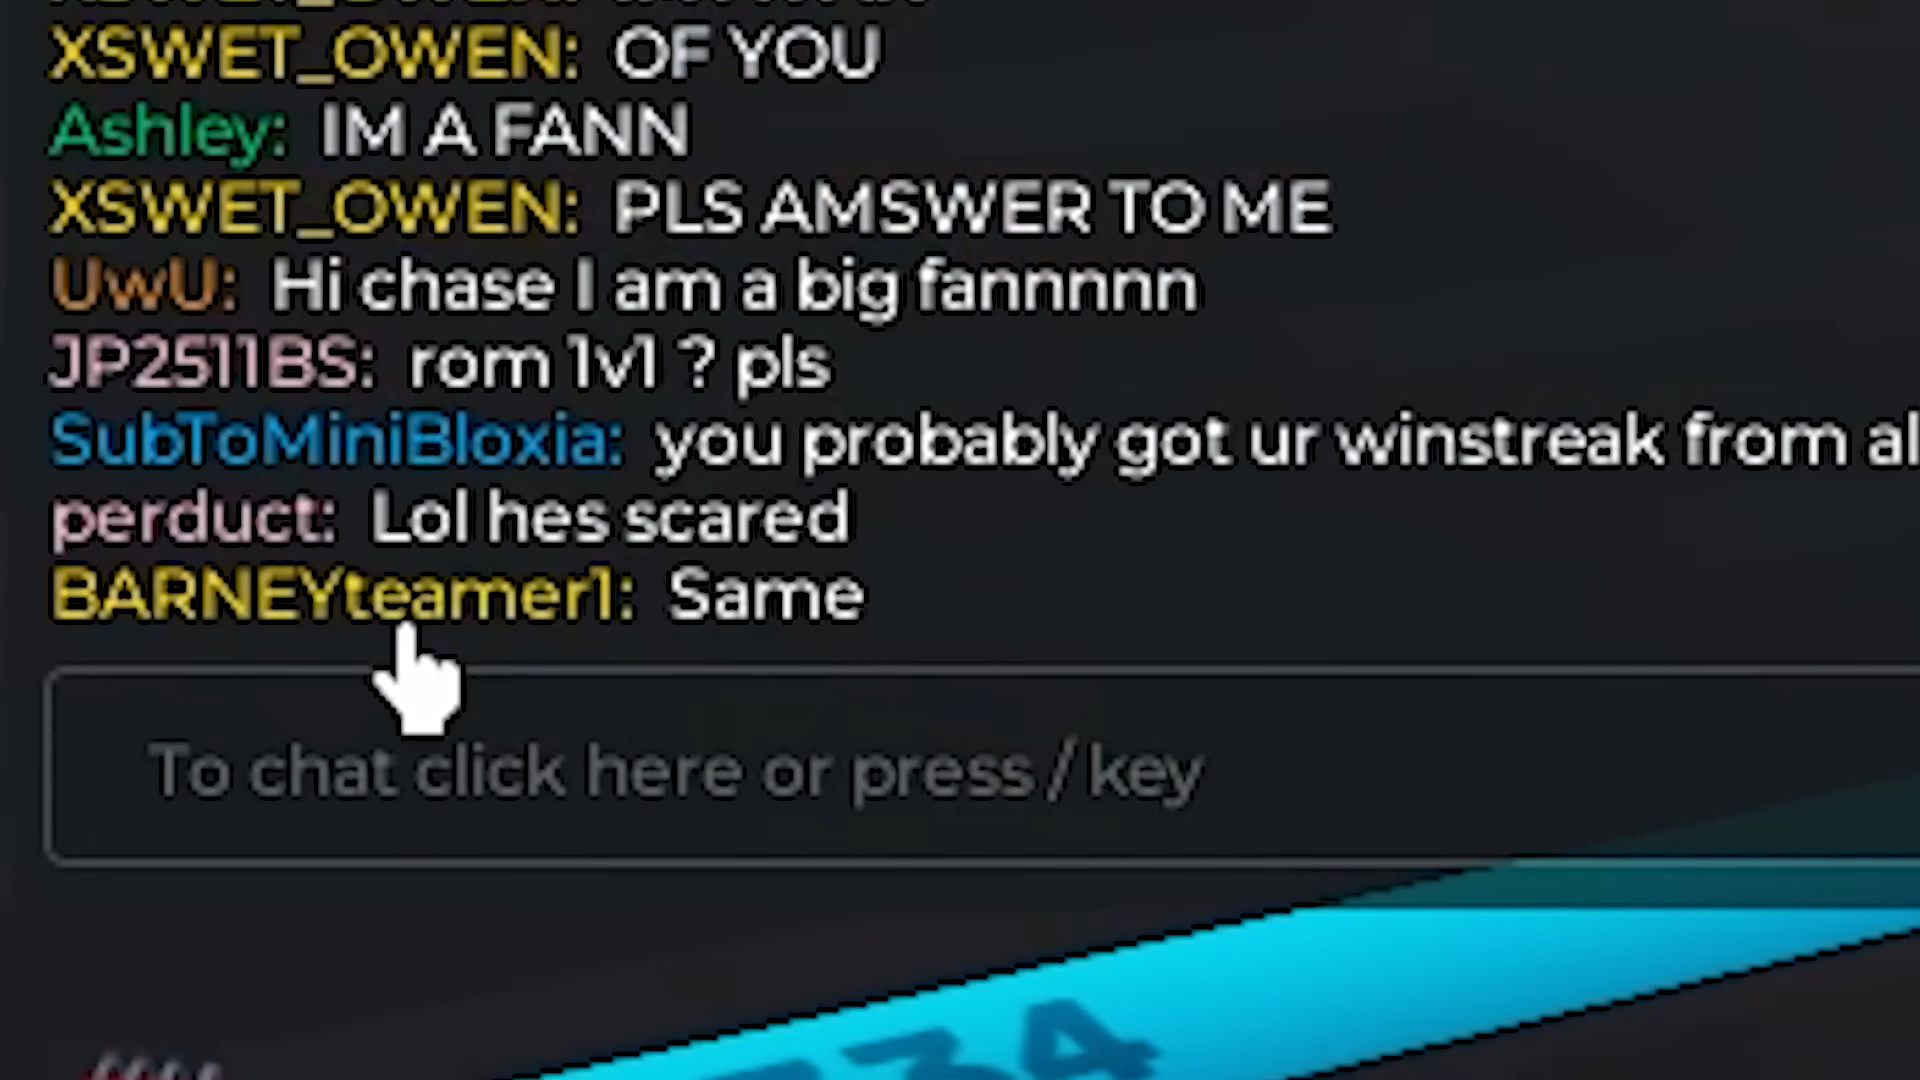 XSWET_OWEN: OF YOU
Ashley: IM A FANN
XSWET_OWEN: PLS AMSWER TO ME
UwU: Hi chase I am a big fannnnn
JP2511BS: rom 1v1 ? pls
SubToMiniBloxia: you probably got ur winstreak from
perduct: Lol hes scared
BARNEYteamer1: Same
To chat click here or press / key
34